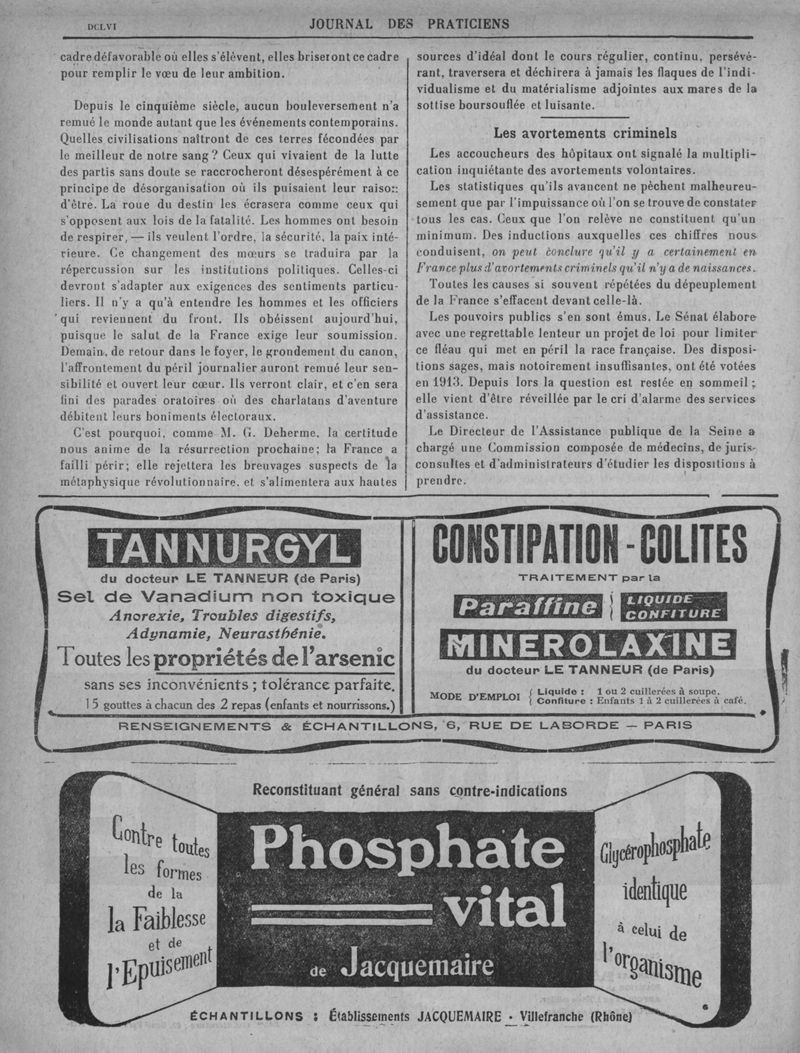 DCLVI
JOURNAL DES PRATICIENS
cadre défavorable où elles s'élèvent, elles briseront ce cadre
pour remplir le vœu de leur ambition.
Depuis le cinquième siècle, aucun bouleversement n'a
remué le monde autant que les événements contemporains.
Quelles civilisations naîtront de ces terres fécondées par
le meilleur de notre sang ? Ceux qui vivaient de la lutte
des partis sans doute se raccrocheront désespérément à ce
principe de désorganisation où ils puisaient leur raison
d'être. La roue du destin les écrasera comme ceux qui
s'opposent aux lois de la fatalité. Les hommes ont besoin
de respirer, — ils veulent l'ordre, la sécurité, la paix inté-
rieure. Ce changement des mœurs se traduira par la
répercussion sur les institutions politiques. Celles-ci
devront s'adapter aux exigences des sentiments particu-
liers. Il n'y a qu'à entendre les hommes et les officiers
qui reviennent du front. Ils obéissent aujourd'hui,
puisque le salut de la France exige leur soumission.
Demain, de retour dans le foyer, le grondement du canon,
l'affrontement du péril journalier auront remué leur sen-
sibilité et ouvert leur cœur. Ils verront clair, et c'en sera
fini des parades oratoires où des charlatans d'aventure
débitent leurs boniments électoraux.
C'est pourquoi, comme M. G. Deherme, la certitude
nous anime de la résurrection prochaine; la France a
failli périr; elle rejettera les breuvages suspects de la
métaphysique révolutionnaire. et s'alimentera aux hautes
sources d'idéal dont le cours régulier, continu, persévé-
rant, traversera et déchirera à jamais les flaques de l'indi-
vidualisme et du matérialisme adjointes aux mares de la
sottise boursouflée et luisante.
Les avortements criminels
Les accoucheurs des hôpitaux ont signalé la multipli-
cation inquiétante des avortements volontaires.
Les statistiques qu'ils avancent ne pèchent malheureu-
sement que par l'impuissance où l'on se trouve de constater
tous les cas. Ceux que l'on relève ne constituent qu'un
minimum. Des inductions auxquelles ces chiffres nous
conduisent, on peut conclure qu'il y a certainement en
France plus d'avortements criminels qu'il n'y a de naissances.
Toutes les causes si souvent répétées du dépeuplement
de la France s'effacent devant celle-là.
Les pouvoirs publics s'en sont émus. Le Sénat élabore
avec une regrettable lenteur un projet de loi pour limiter
ce fléau qui met en péril la race française. Des disposi-
tions sages, mais notoirement insuffisantes, ont été votées
en 1913. Depuis lors la question est restée en sommeil ;
elle vient d'être réveillée par le cri d'alarme des services
d'assistance.
Le Directeur de l'Assistance publique de la Seine a
chargé une Commission composée de médecins, de juris-
consultes et d'administrateurs d'étudier les dispositions à
prendre.
TANNURGYL
du docteur LE TANNEUR (de Paris)
Sel de Vanadium non toxique
Anorexie, Troubles digestifs,
Adynamie, Neurasthénie.
Toutes les propriétés de l'arsenic
sans ses inconvénients ; tolérance parfaite.
15 gouttes à chacun des 2 repas (enfants et nourrissons.)
CONSTIPATION - COLITES
TRAITEMENT par la
Paraffine { LIQUIDE
CONFITURE
MINEROLAXINE
du docteur LE TANNEUR (de Paris)
MODE D'EMPLOI { Liquide : 1 ou 2 cuillerées à soupe.
Confiture : Enfants 1 à 2 cuillerées à café.
RENSEIGNEMENTS & ÉCHANTILLONS, 6, RUE DE LABORDE — PARIS
Reconstituant général sans contre-indications
Contre toutes
les formes
de la
la Faiblesse
et de
l'Epuisement
Phosphate
vital
de Jacquemaire
Glycérophosphate
identique
à celui de
l'organisme
6
ÉCHANTILLONS : Établissements JACQUEMAIRE - Villefranche (Rhône)